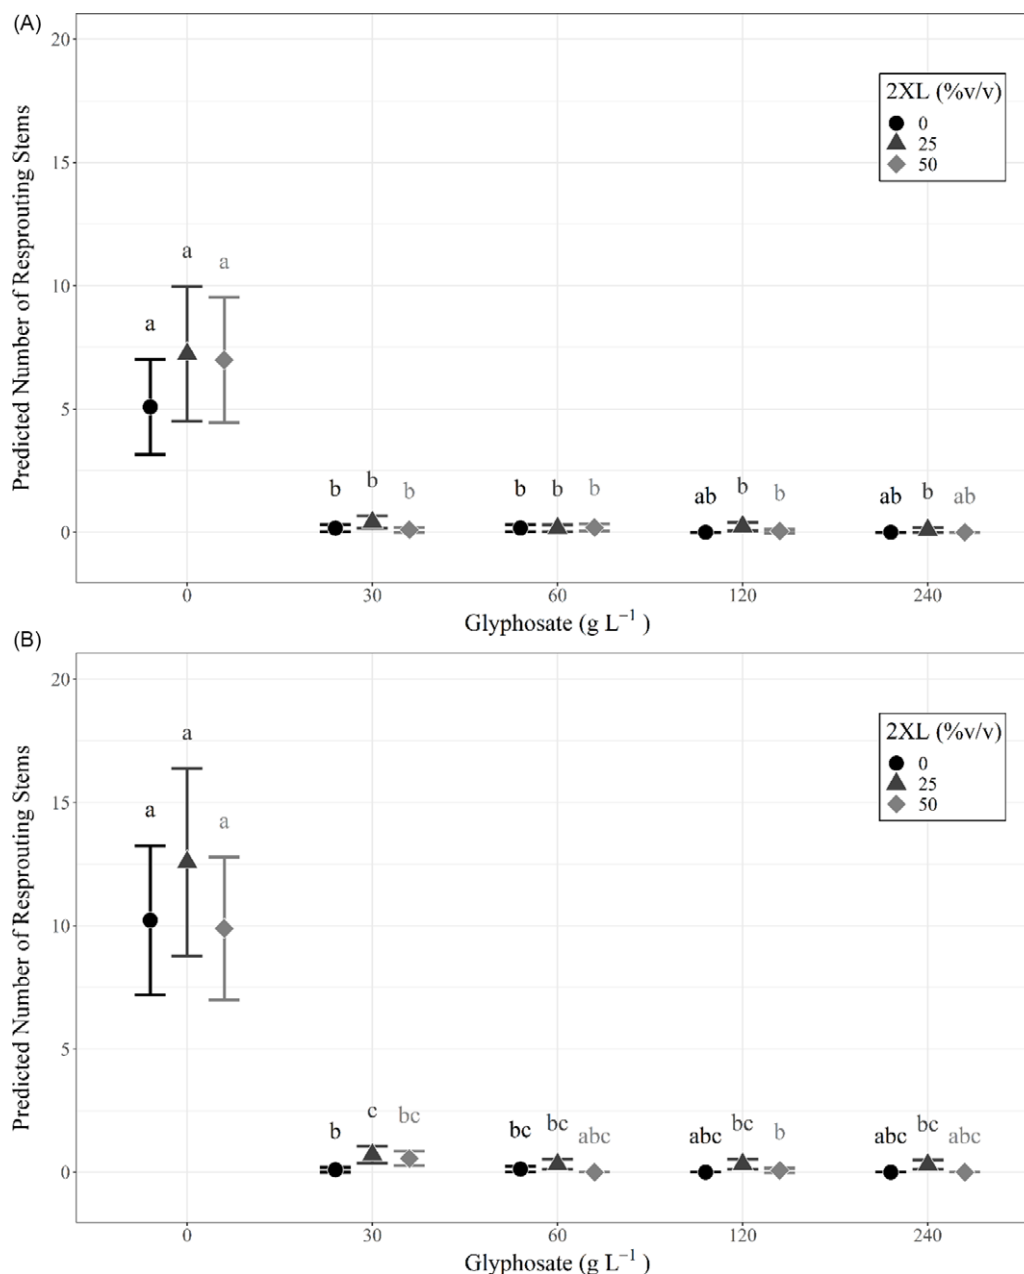 (A)
Predicted Number of Resprouting Stems
20
15
10
5
0
2XL (%v/v)
0
25
50
a
a
a
b
b
b
b
b
b
ab
b
b
ab
b
ab
0
30
60
120
240
Glyphosate (g L⁻¹ )
(B)
Predicted Number of Resprouting Stems
20
15
10
5
0
2XL (%v/v)
0
25
50
a
a
a
b
c
bc
bc
bc
abc
abc
bc
b
abc
bc
abc
0
30
60
120
240
Glyphosate (g L⁻¹ )